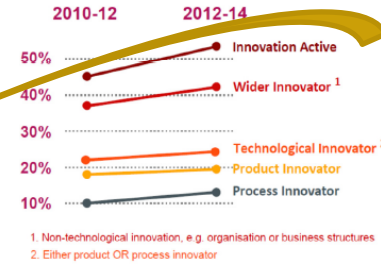 2010-12 2012-14
50%
Innovation Active
40%
Wider Innovator 1
30%
Technological Innovator
20%
Product Innovator
10%
Process Innovator
1. Non-technological innovation, e.g. organisation or business structures
2. Either product OR process innovator